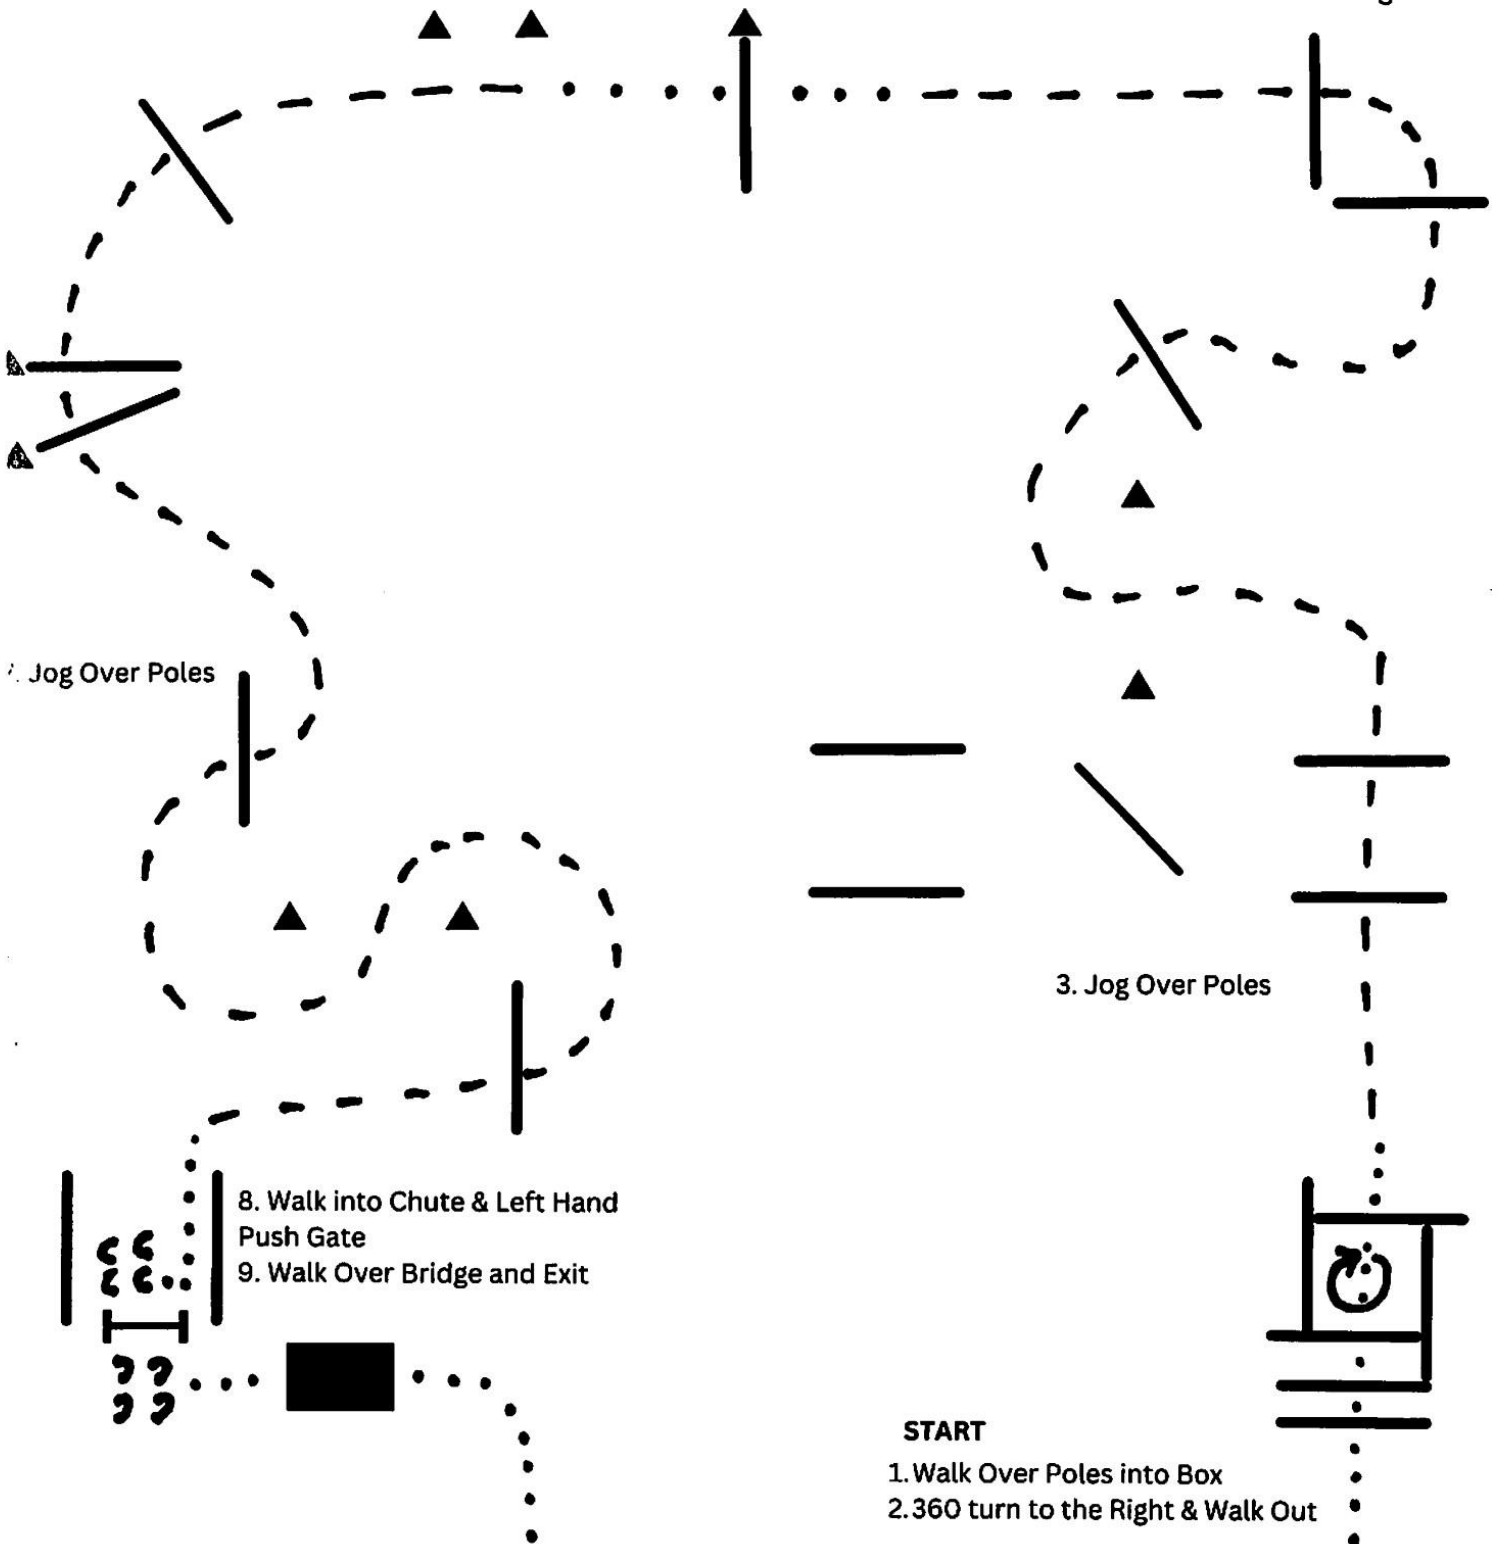 . Jog Over Poles
3. Jog Over Poles
8. Walk into Chute & Left Hand
Push Gate
9. Walk Over Bridge and Exit
START
1. Walk Over Poles into Box
2. 360 turn to the Right & Walk Out